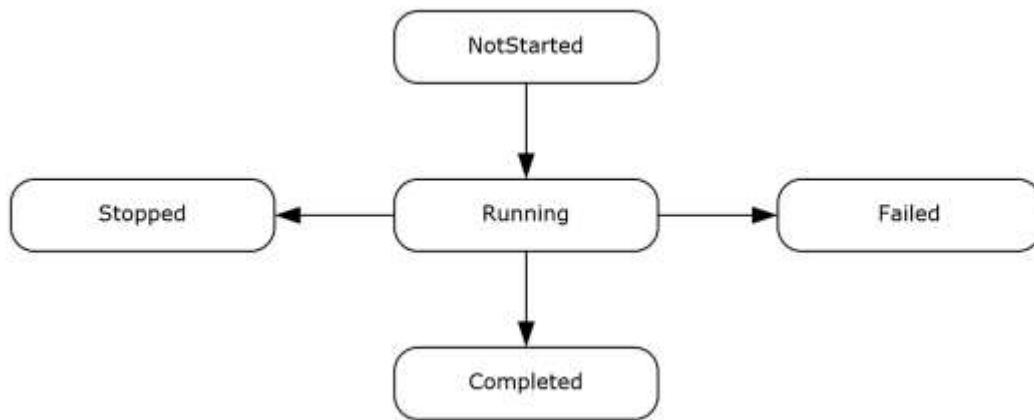 NotStarted
Stopped
Running
Failed
Completed